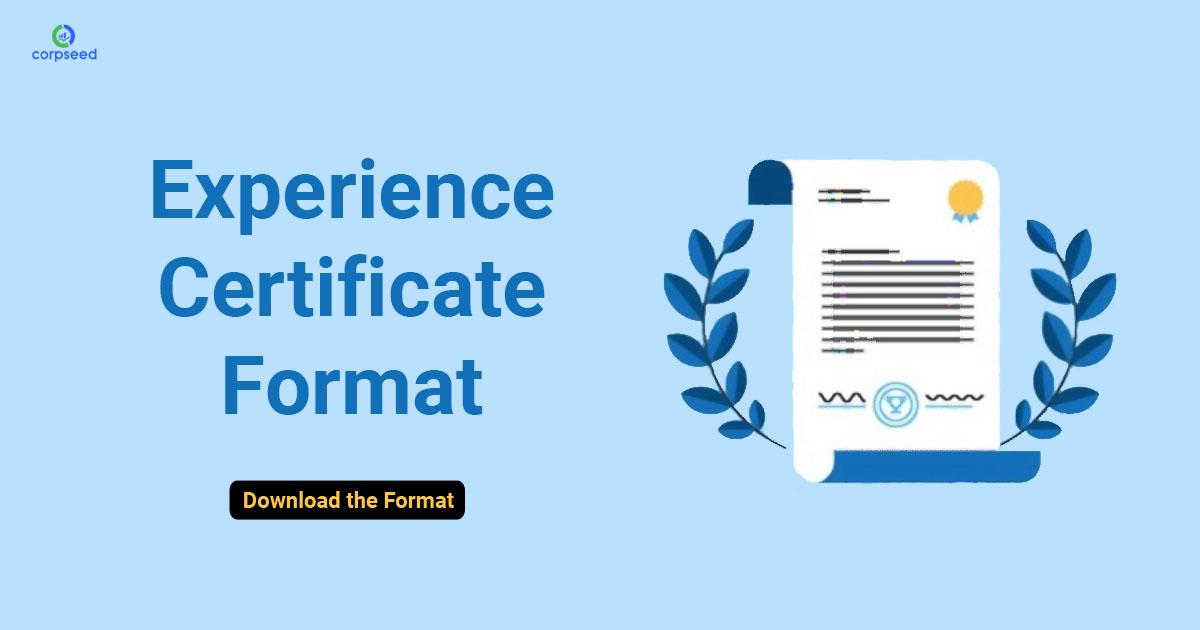 corpseed
Experience
Certificate
Format
Download the Format